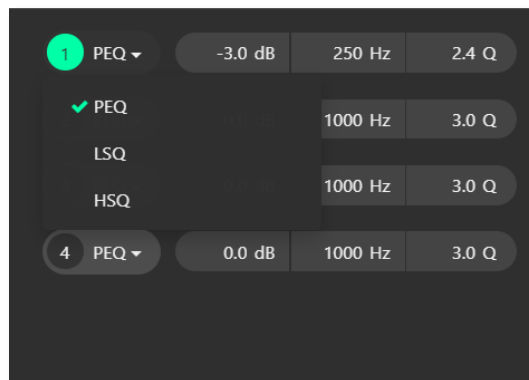 1 PEQ -3.0 dB 250 Hz 2.4 Q
PEQ
1000 Hz 3.0 Q
LSQ
1000 Hz 3.0 Q
HSQ
4 PEQ 0.0 dB 1000 Hz 3.0 Q